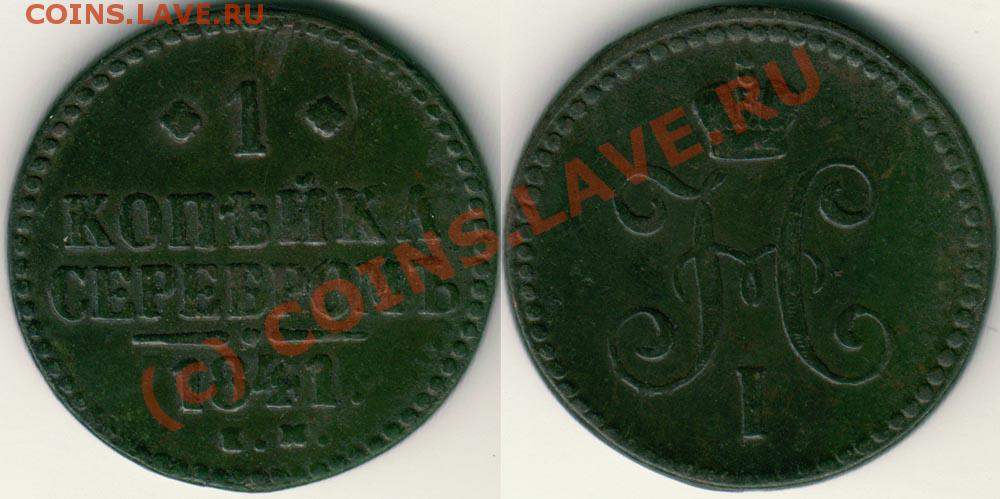 COINS.LAVE.RU
1
КОПѢЙКА
СЕРЕБРОМЪ
1841.
(c) COINS.LAVE.RU
I